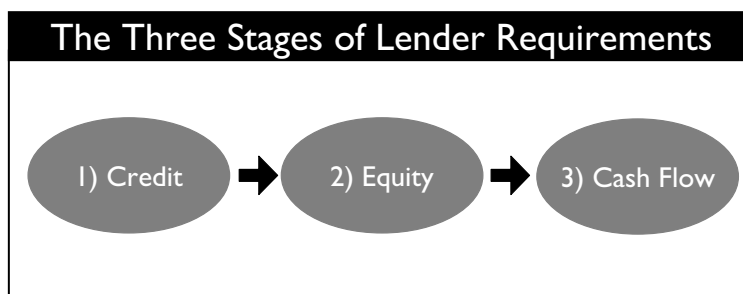 The Three Stages of Lender Requirements
1) Credit
2) Equity
3) Cash Flow